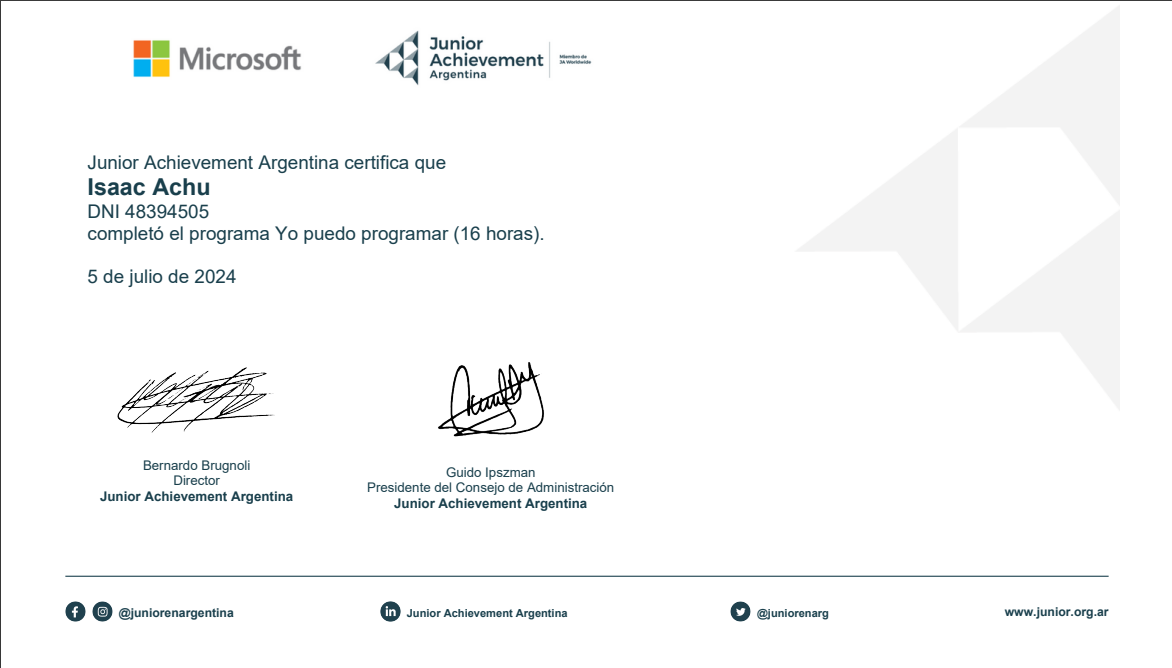 Microsoft
Junior
Achievement
Argentina
Miembro de
JA Worldwide
Junior Achievement Argentina certifica que
Isaac Achu
DNI 48394505
completó el programa Yo puedo programar (16 horas).
5 de julio de 2024
Bernardo Brugnoli
Director
Junior Achievement Argentina
Guido Ipszman
Presidente del Consejo de Administración
Junior Achievement Argentina
@juniorenargentina
Junior Achievement Argentina
@juniorenarg
www.junior.org.ar